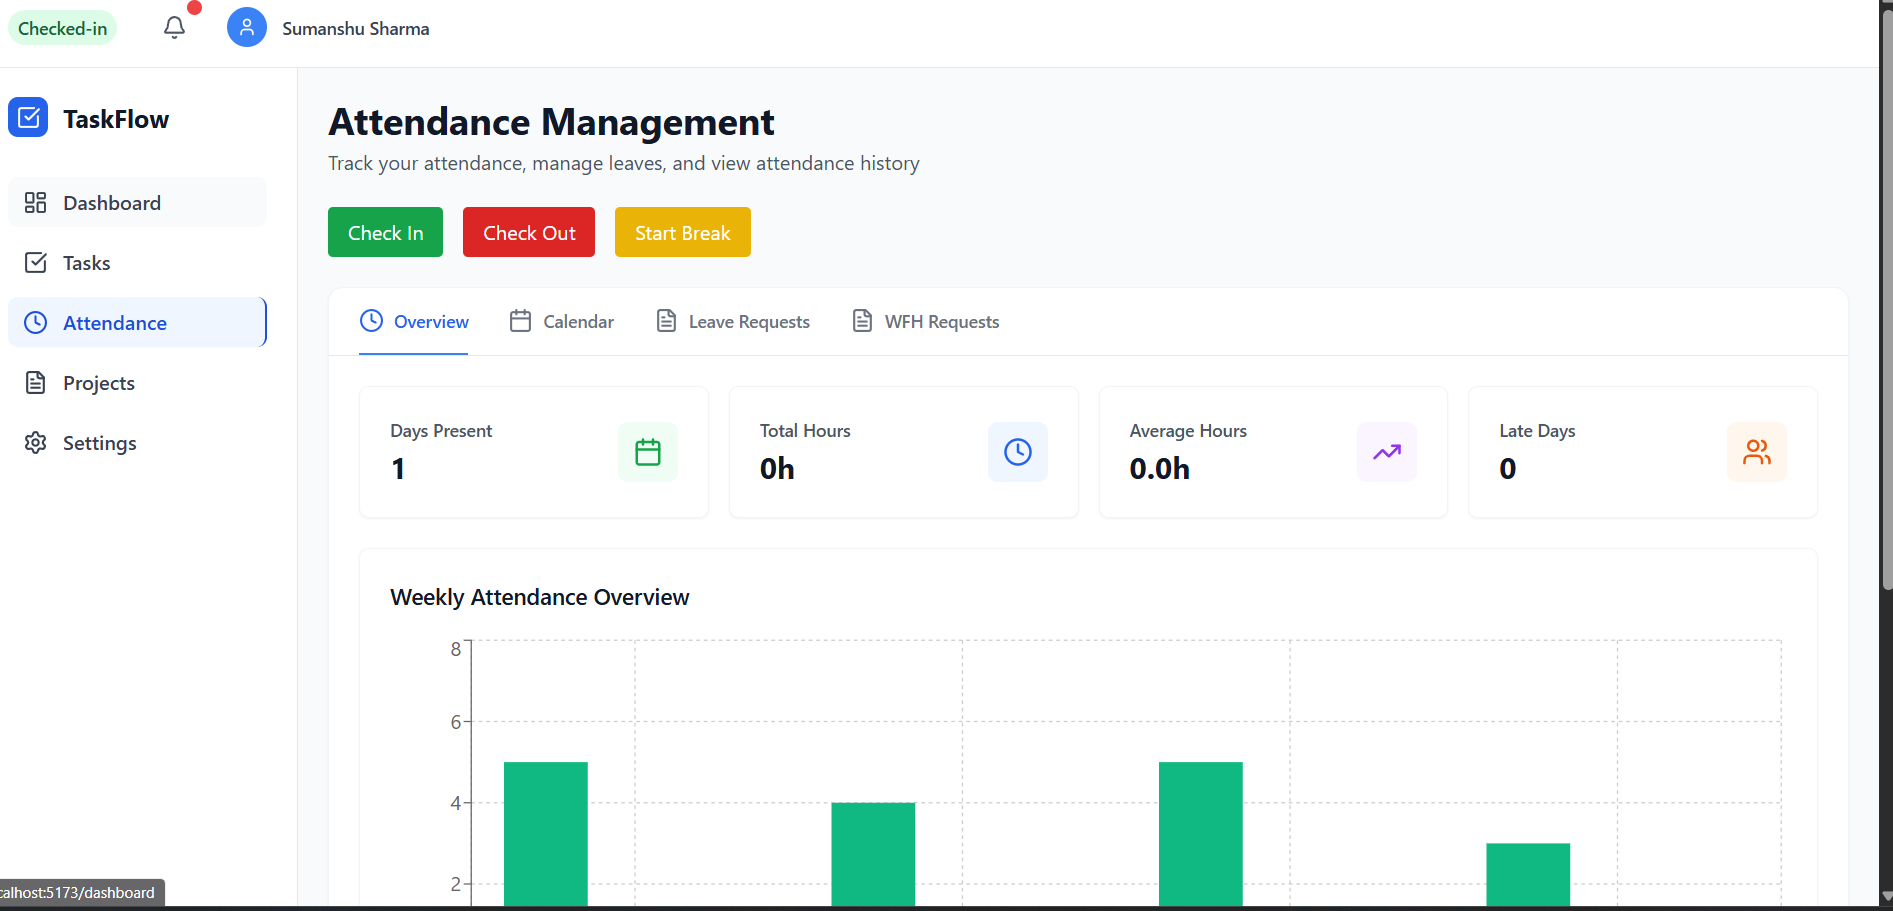 Checked-in
Sumanshu Sharma
TaskFlow
Dashboard
Tasks
Attendance
Projects
Settings
Attendance Management
Track your attendance, manage leaves, and view attendance history
Check In
Check Out
Start Break
Overview
Calendar
Leave Requests
WFH Requests
Days Present
1
Total Hours
0h
Average Hours
0.0h
Late Days
0
Weekly Attendance Overview
8
6
4
2
calhost:5173/dashboard